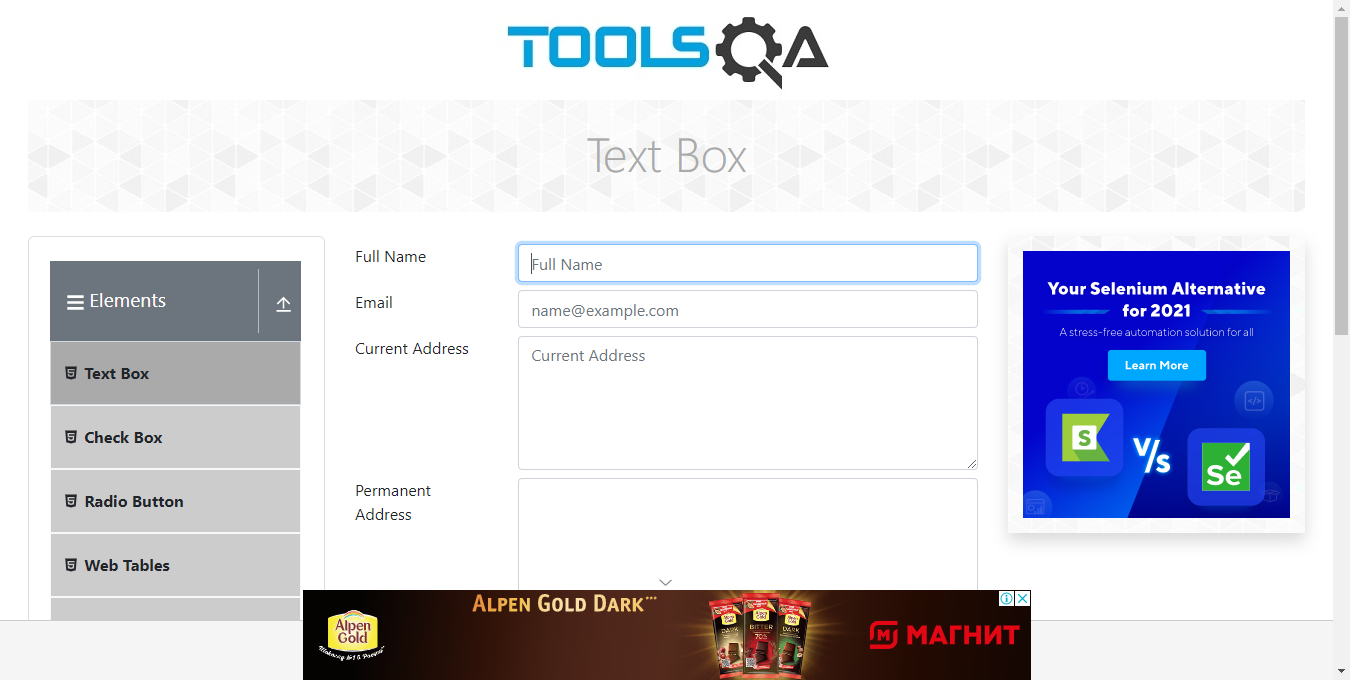 TOOLSQA
Text Box
Elements
Text Box
Check Box
Radio Button
Web Tables
Full Name
Full Name
Email
name@example.com
Current Address
Current Address
Permanent
Address
Your Selenium Alternative
for 2021
A stress-free automation solution for all
Learn More
S
V/s
Se
ALPEN GOLD DARK***
Alpen
Gold
DARK
BITTER
70%
DARK
МАГНИТ